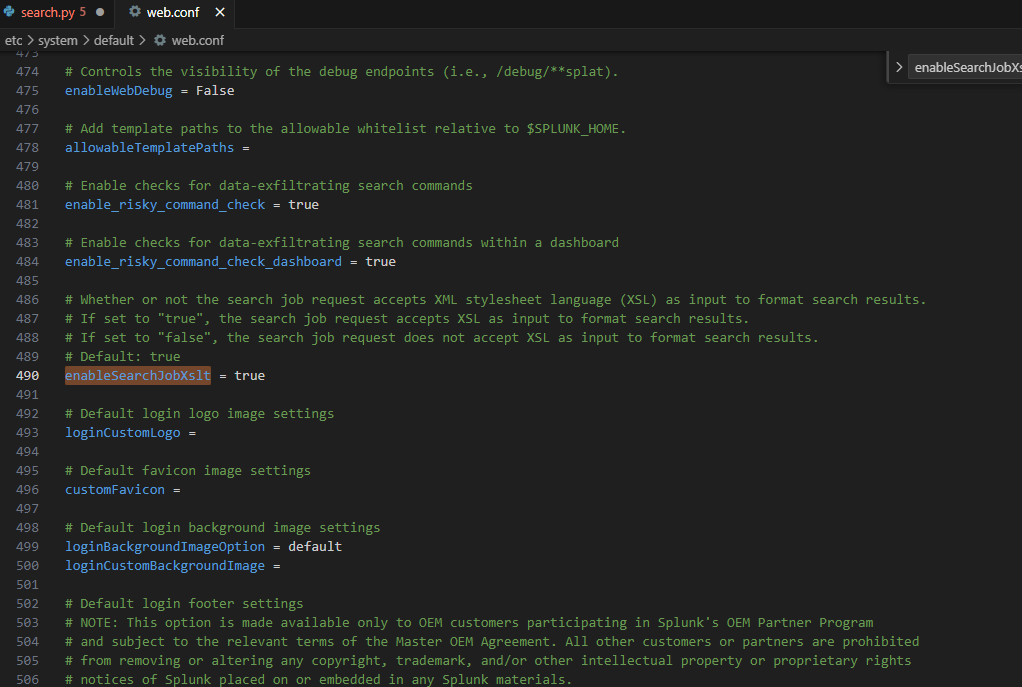 search.py 5 ● web.conf ×
etc > system > default > web.conf
473
474 # Controls the visibility of the debug endpoints (i.e., /debug/**splat).
enableSearchJobXs
475 enableWebDebug = False
476
477 # Add template paths to the allowable whitelist relative to $SPLUNK_HOME.
478 allowableTemplatePaths =
479
480 # Enable checks for data-exfiltrating search commands
481 enable_risky_command_check = true
482
483 # Enable checks for data-exfiltrating search commands within a dashboard
484 enable_risky_command_check_dashboard = true
485
486 # Whether or not the search job request accepts XML stylesheet language (XSL) as input to format search results.
487 # If set to "true", the search job request accepts XSL as input to format search results.
488 # If set to "false", the search job request does not accept XSL as input to format search results.
489 # Default: true
490 enableSearchJobXslt = true
491
492 # Default login logo image settings
493 loginCustomLogo =
494
495 # Default favicon image settings
496 customFavicon =
497
498 # Default login background image settings
499 loginBackgroundImageOption = default
500 loginCustomBackgroundImage =
501
502 # Default login footer settings
503 # NOTE: This option is made available only to OEM customers participating in Splunk's OEM Partner Program
504 # and subject to the relevant terms of the Master OEM Agreement. All other customers or partners are prohibited
505 # from removing or altering any copyright, trademark, and/or other intellectual property or proprietary rights
506 # notices of Splunk placed on or embedded in any Splunk materials.